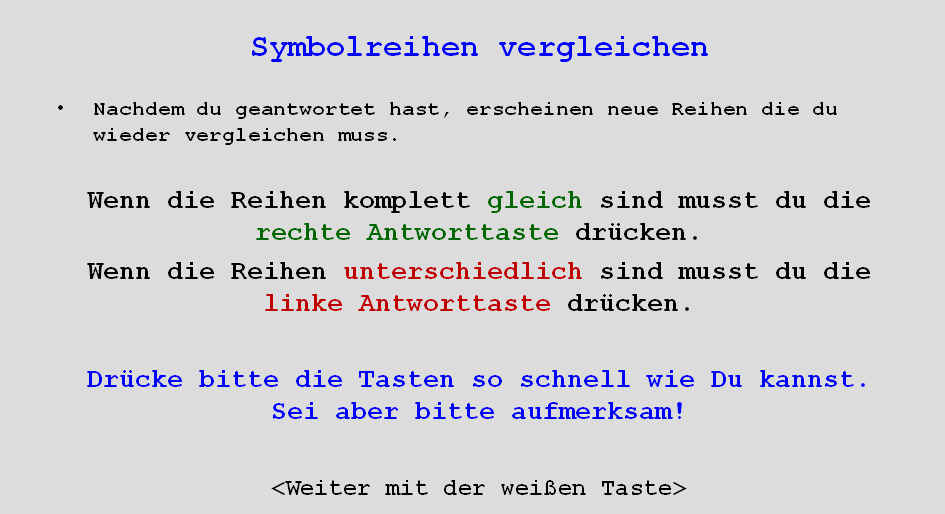 Symbolreihen vergleichen
• Nachdem du geantwortet hast, erscheinen neue Reihen die du
wieder vergleichen muss.
Wenn die Reihen komplett gleich sind musst du die
rechte Antworttaste drücken.
Wenn die Reihen unterschiedlich sind musst du die
linke Antworttaste drücken.
Drücke bitte die Tasten so schnell wie Du kannst.
Sei aber bitte aufmerksam!
<Weiter mit der weißen Taste>